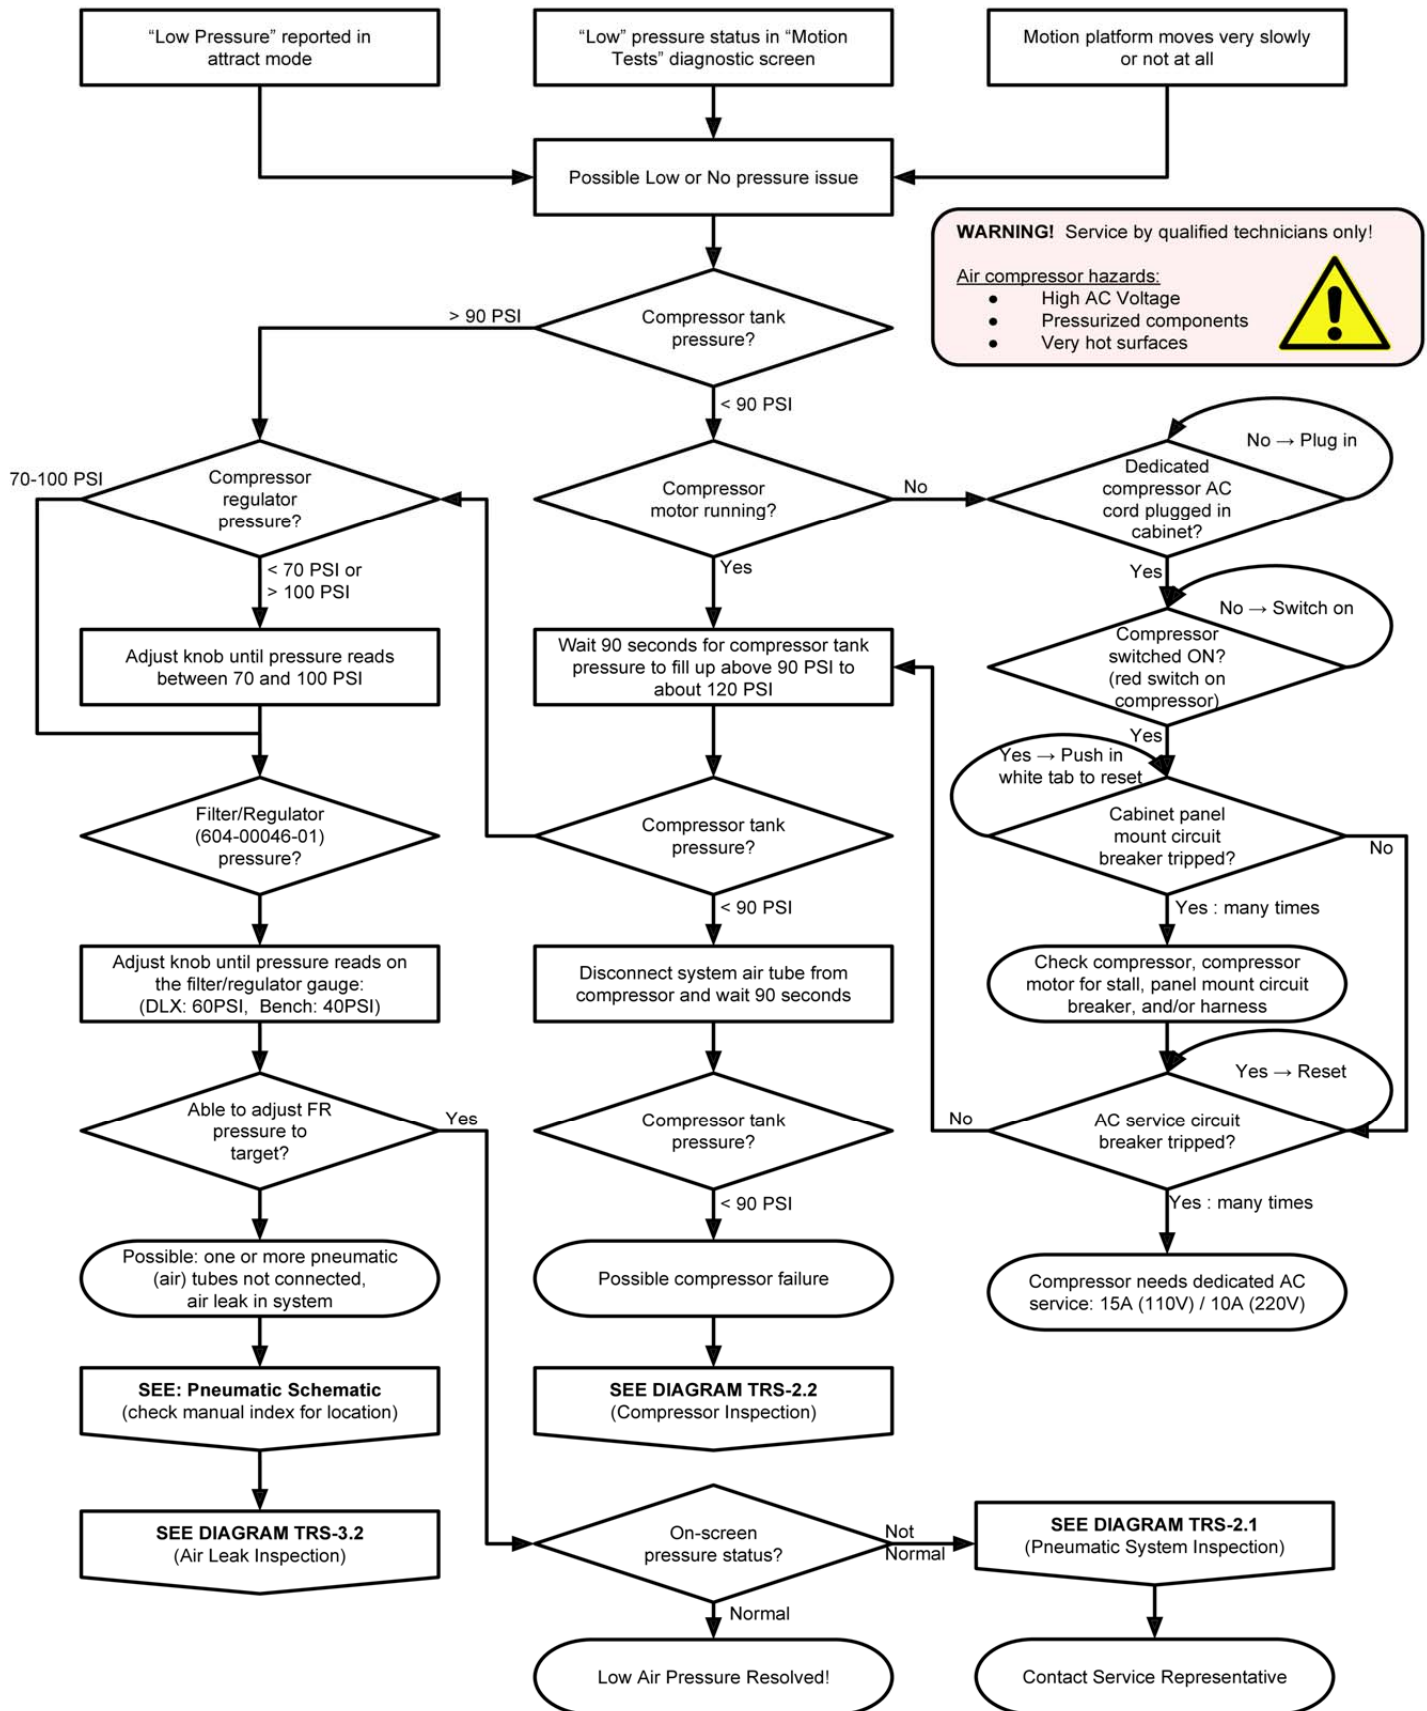 “Low Pressure” reported in
attract mode
“Low” pressure status in “Motion
Tests” diagnostic screen
Motion platform moves very slowly
or not at all
Possible Low or No pressure issue
WARNING! Service by qualified technicians only!
Air compressor hazards:
● High AC Voltage
● Pressurized components
● Very hot surfaces
> 90 PSI
Compressor tank
pressure?
< 90 PSI
70-100 PSI
Compressor
regulator
pressure?
Compressor
motor running?
No
No → Plug in
Dedicated
compressor AC
cord plugged in
cabinet?
< 70 PSI or
> 100 PSI
Yes
Yes
No → Switch on
Adjust knob until pressure reads
between 70 and 100 PSI
Wait 90 seconds for compressor tank
pressure to fill up above 90 PSI to
about 120 PSI
Compressor
switched ON?
(red switch on
compressor)
Yes
Yes → Push in
white tab to reset
Filter/Regulator
(604-00046-01)
pressure?
Compressor tank
pressure?
Cabinet panel
mount circuit
breaker tripped?
No
< 90 PSI
Yes : many times
Adjust knob until pressure reads on
the filter/regulator gauge:
(DLX: 60PSI, Bench: 40PSI)
Disconnect system air tube from
compressor and wait 90 seconds
Check compressor, compressor
motor for stall, panel mount circuit
breaker, and/or harness
Yes → Reset
Able to adjust FR
pressure to
target?
Yes
Compressor tank
pressure?
No
AC service circuit
breaker tripped?
< 90 PSI
Yes : many times
Possible: one or more pneumatic
(air) tubes not connected,
air leak in system
Possible compressor failure
Compressor needs dedicated AC
service: 15A (110V) / 10A (220V)
SEE: Pneumatic Schematic
(check manual index for location)
SEE DIAGRAM TRS-2.2
(Compressor Inspection)
SEE DIAGRAM TRS-3.2
(Air Leak Inspection)
On-screen
pressure status?
Not
Normal
SEE DIAGRAM TRS-2.1
(Pneumatic System Inspection)
Normal
Low Air Pressure Resolved!
Contact Service Representative